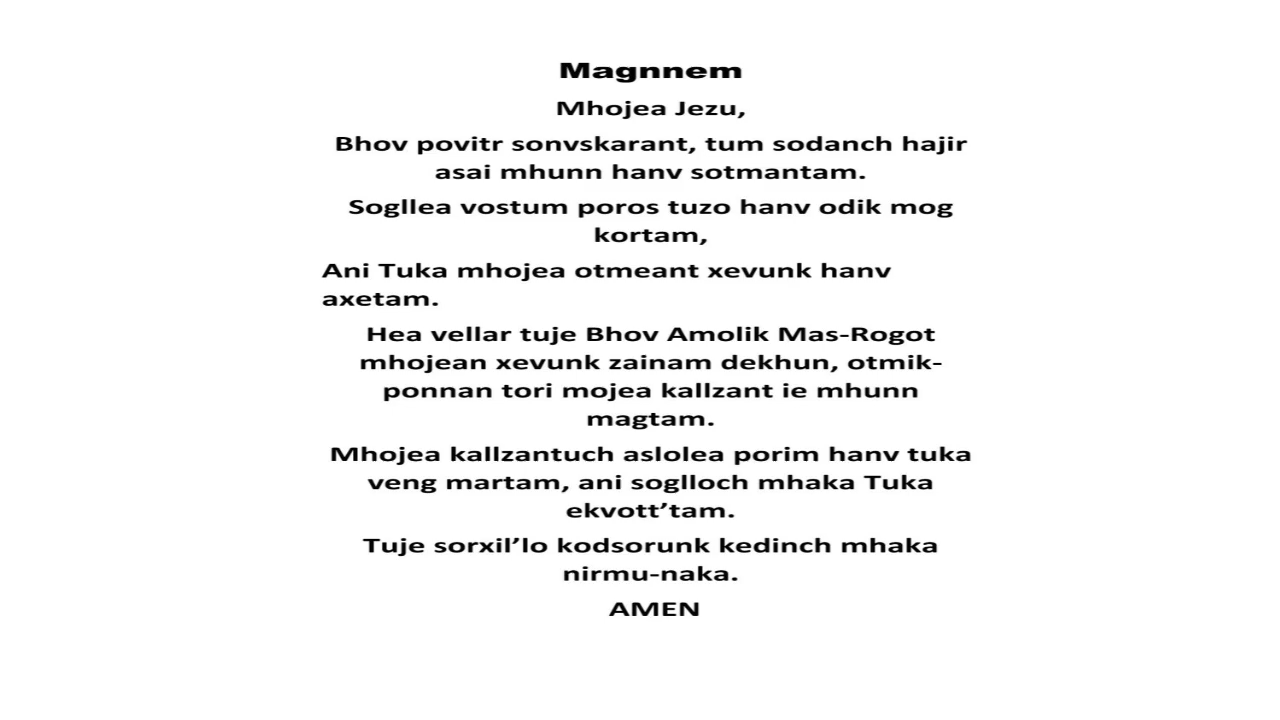 Magnnem
Mhojea Jezu,
Bhov povitr sonvskarant, tum sodanch hajir
asai mhunn hanv sotmantam.
Sogllea vostum poros tuzo hanv odik mog
kortam,
Ani Tuka mhojea otmeant xevunk hanv
axetam.
Hea vellar tuje Bhov Amolik Mas-Rogot
mhojean xevunk zainam dekhun, otmik-
ponnan tori mojea kallzant ie mhunn
magtam.
Mhojea kallzantuch aslolea porim hanv tuka
veng martam, ani soglloch mhaka Tuka
ekvott’tam.
Tuje sorxil’lo kodsorunk kedinch mhaka
nirmu-naka.
AMEN